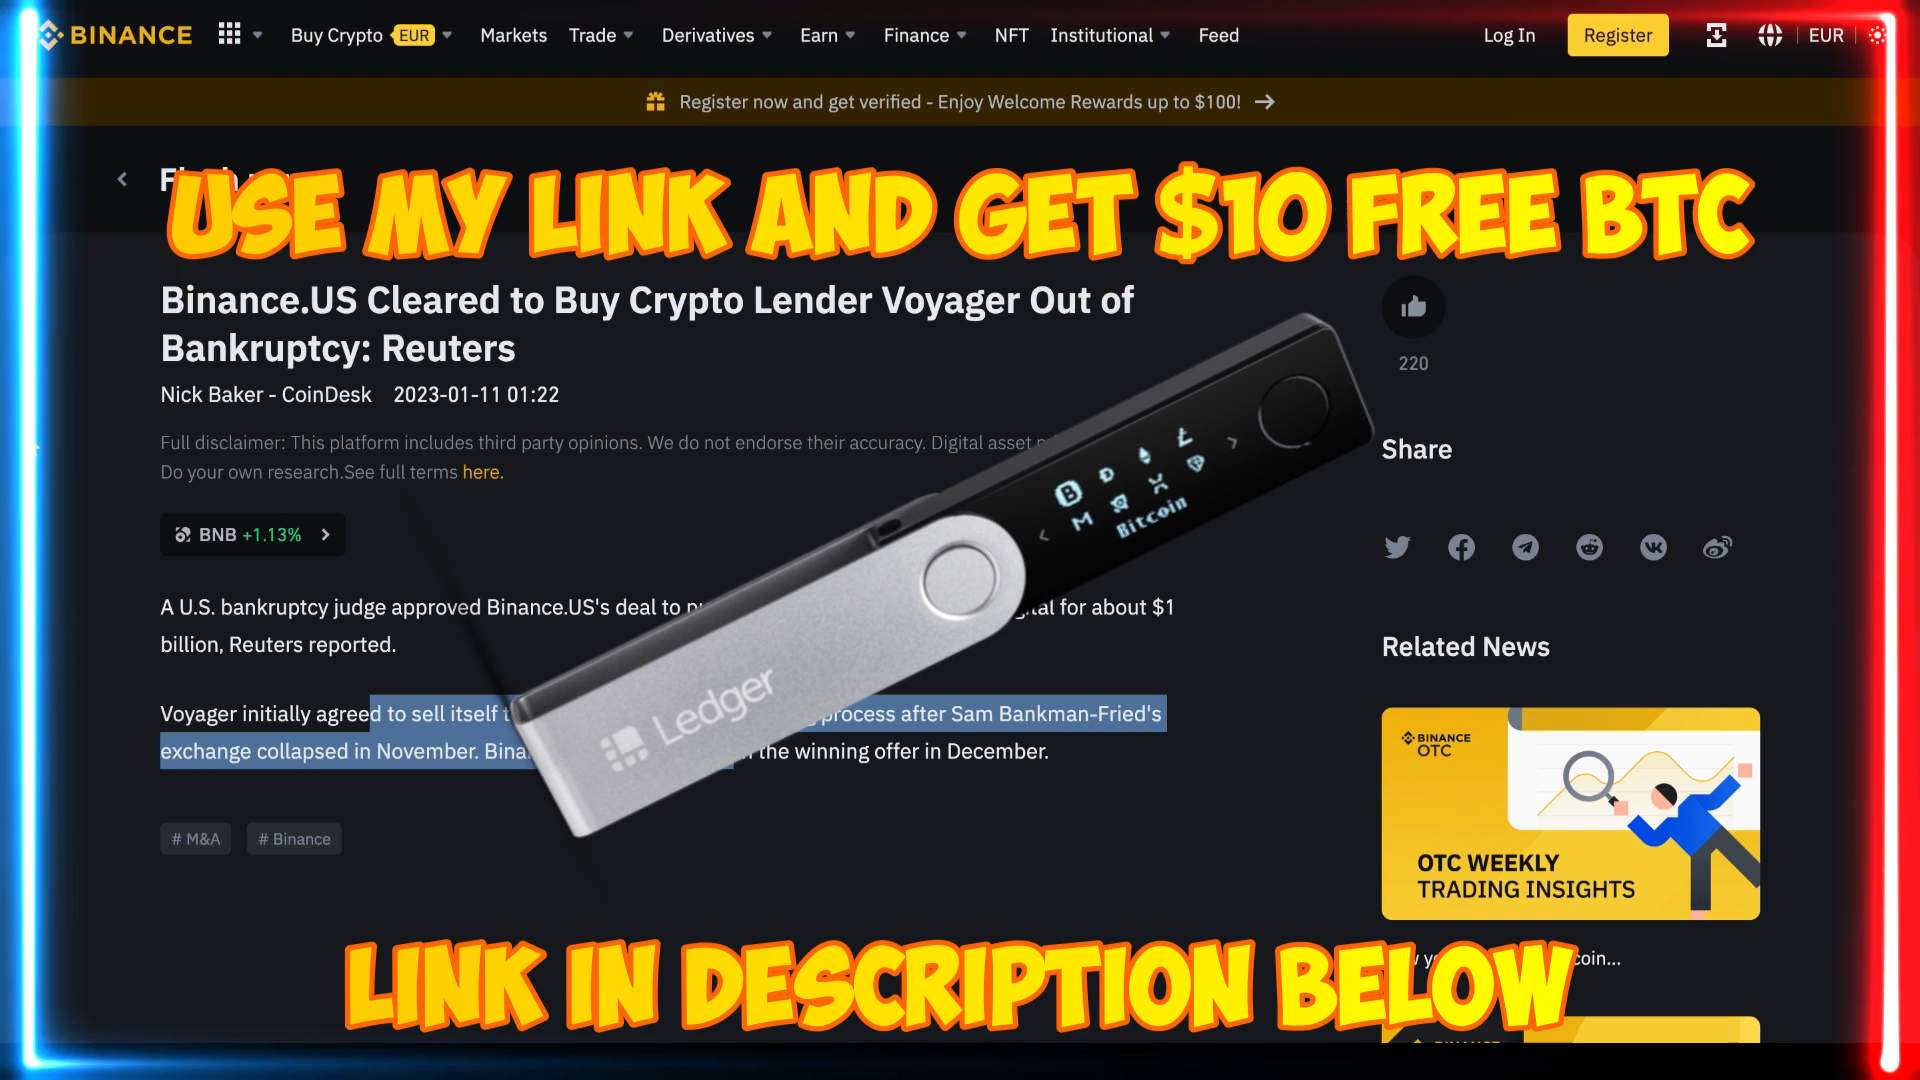 BINANCE
Buy Crypto EUR Markets Trade Derivatives Earn Finance NFT Institutional Feed Log In Register EUR
Register now and get verified - Enjoy Welcome Rewards up to $100!
USE MY LINK AND GET $10 FREE BTC
Binance.US Cleared to Buy Crypto Lender Voyager Out of
Bankruptcy: Reuters
Nick Baker - CoinDesk 2023-01-11 01:22
Full disclaimer: This platform includes third party opinions. We do not endorse their accuracy. Digital asset
Do your own research.See full terms here.
BNB +1.13%
A U.S. bankruptcy judge approved Binance.US's deal to for about $1
billion, Reuters reported.
Voyager initially agreed to sell itself process after Sam Bankman-Fried's
exchange collapsed in November. the winning offer in December.
# M&A # Binance
Bitcoin
Ledger
220
Share
Related News
BINANCE
OTC
OTC WEEKLY
TRADING INSIGHTS
LINK IN DESCRIPTION BELOW